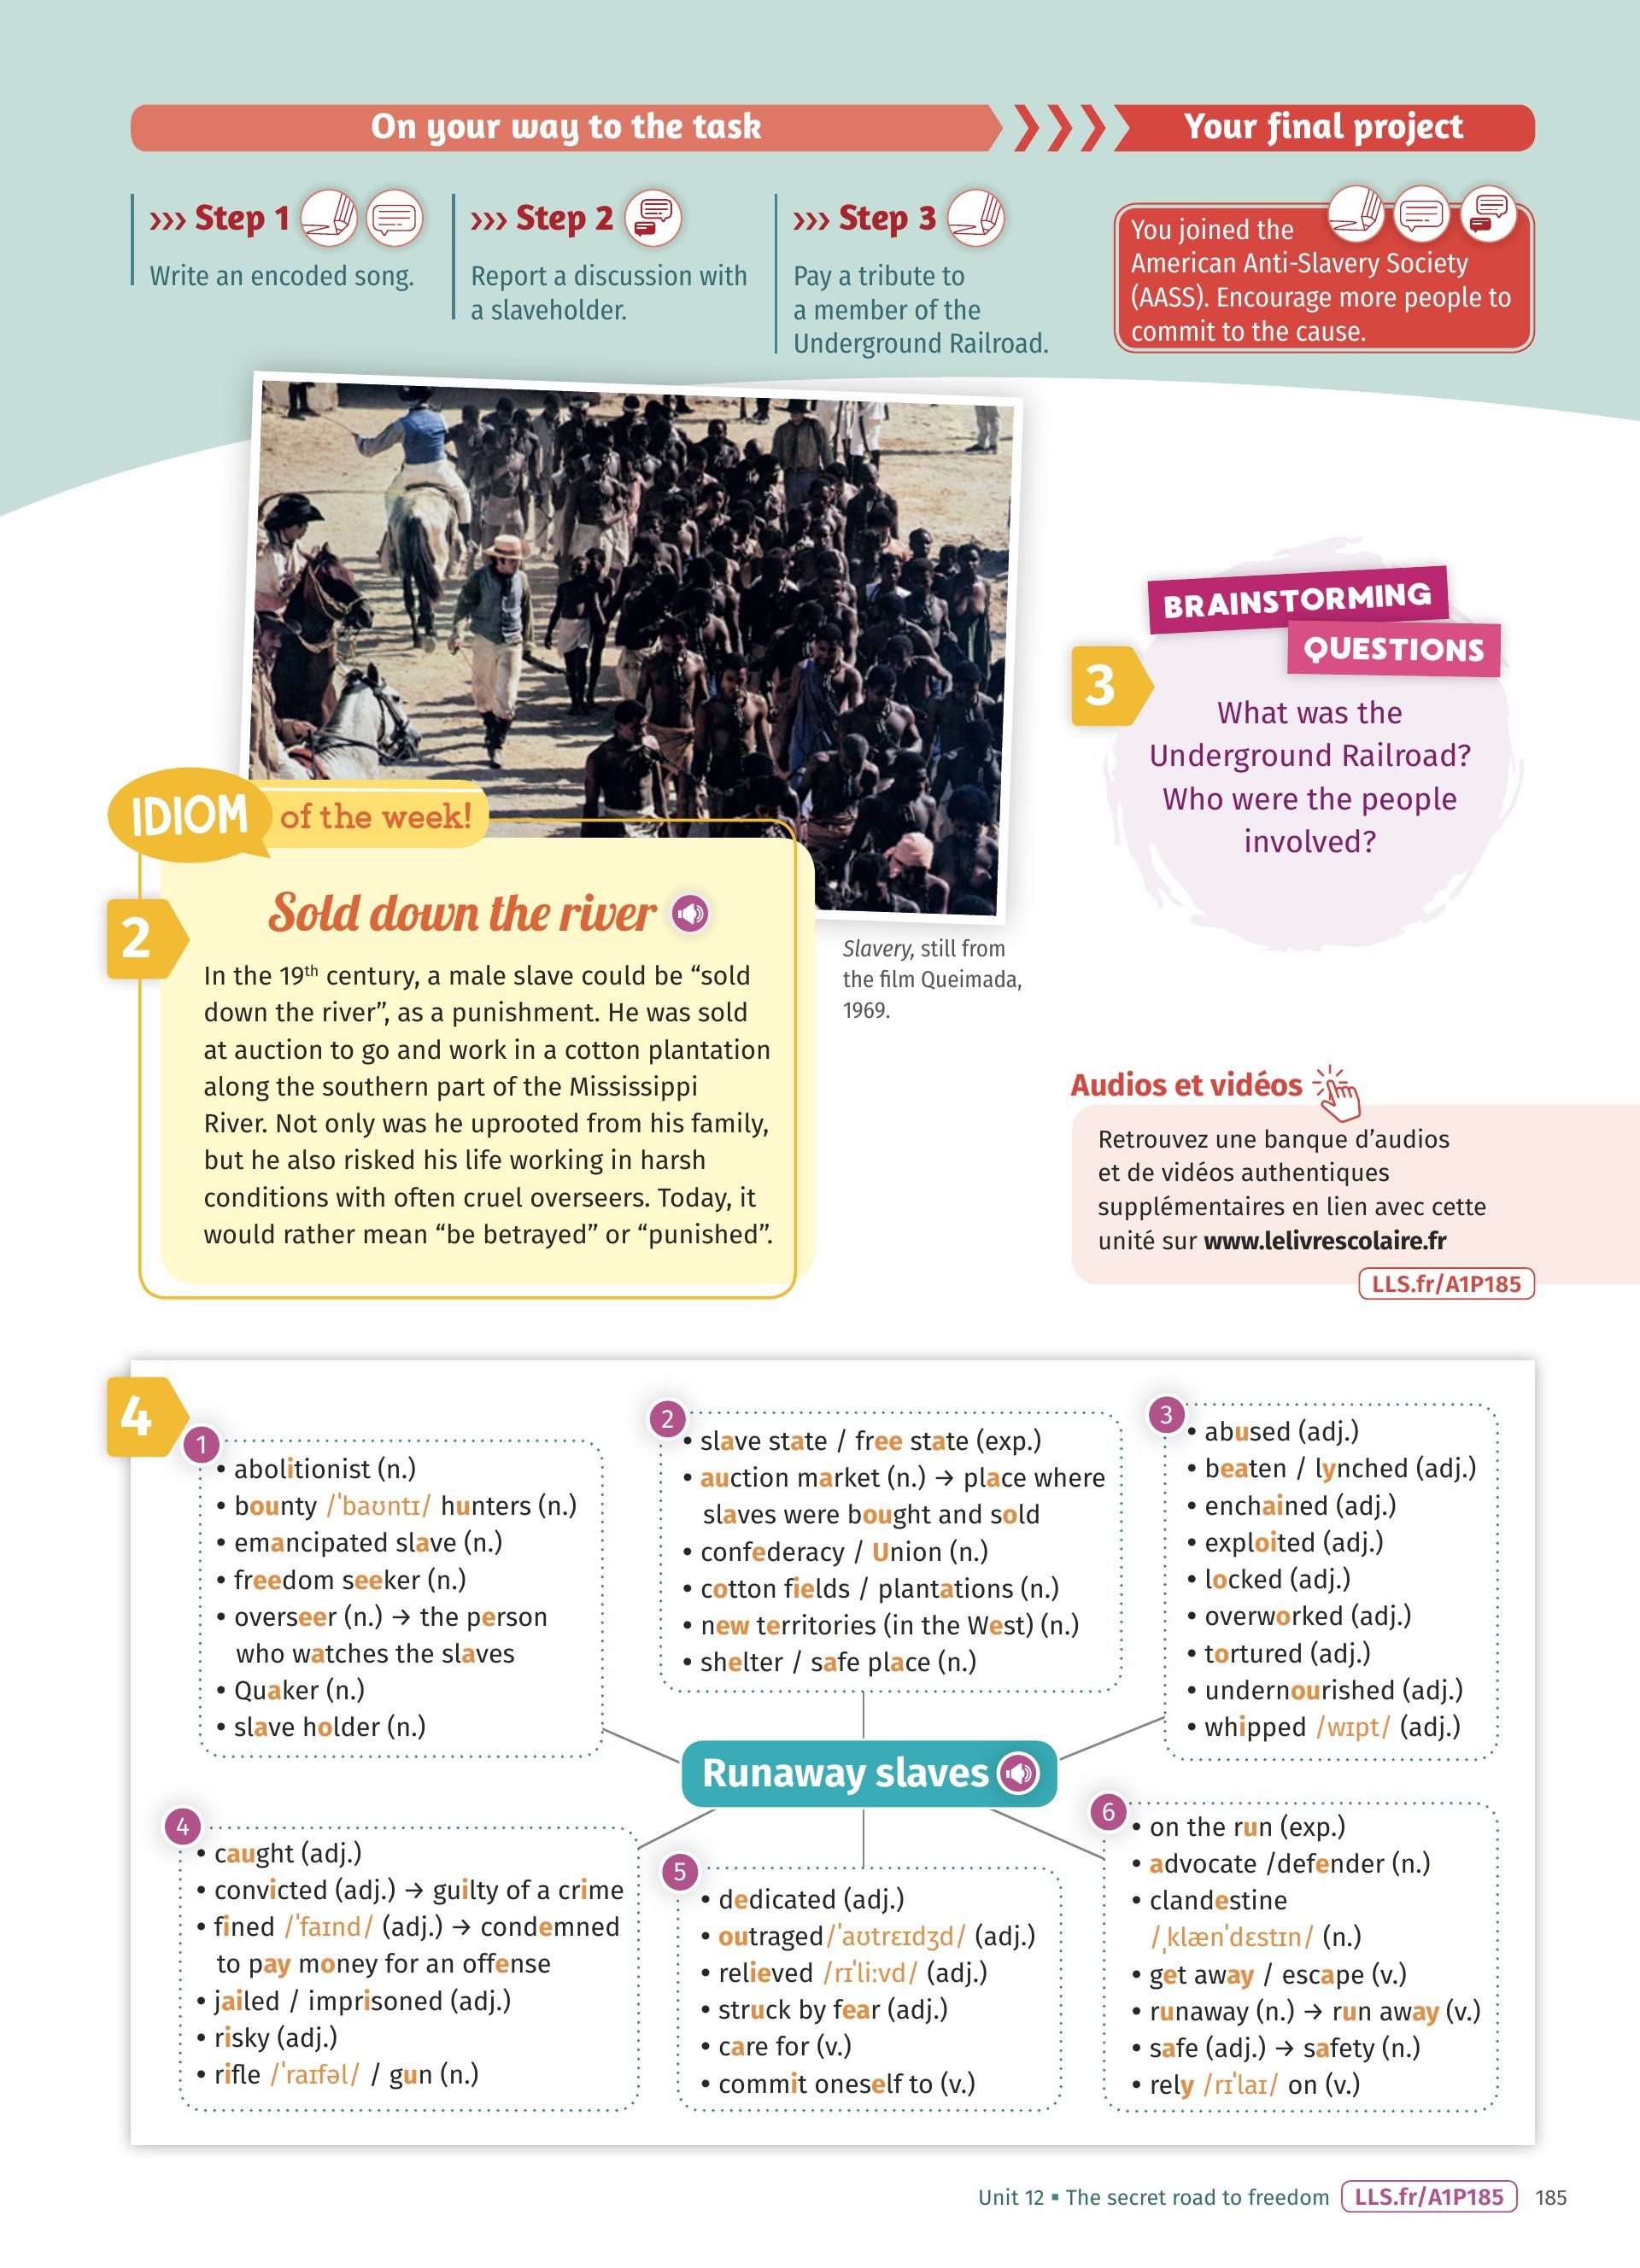 On your way to the task
Your final project
››› Step 1
Write an encoded song.
››› Step 2
Report a discussion with
a slaveholder.
››› Step 3
Pay a tribute to
a member of the
Underground Railroad.
You joined the
American Anti-Slavery Society
(AASS). Encourage more people to
commit to the cause.
IDIOM of the week!
2
Sold down the river
In the 19th century, a male slave could be “sold
down the river”, as a punishment. He was sold
at auction to go and work in a cotton plantation
along the southern part of the Mississippi
River. Not only was he uprooted from his family,
but he also risked his life working in harsh
conditions with often cruel overseers. Today, it
would rather mean “be betrayed” or “punished”.
Slavery, still from
the film Queimada,
1969.
BRAINSTORMING
QUESTIONS
3
What was the
Underground Railroad?
Who were the people
involved?
Audios et vidéos
Retrouvez une banque d’audios
et de vidéos authentiques
supplémentaires en lien avec cette
unité sur www.lelivrescolaire.fr
LLS.fr/A1P185
4
1
• abolitionist (n.)
• bounty /ˈbaʊntɪ/ hunters (n.)
• emancipated slave (n.)
• freedom seeker (n.)
• overseer (n.) → the person
who watches the slaves
• Quaker (n.)
• slave holder (n.)
2
• slave state / free state (exp.)
• auction market (n.) → place where
slaves were bought and sold
• confederacy / Union (n.)
• cotton fields / plantations (n.)
• new territories (in the West) (n.)
• shelter / safe place (n.)
3
• abused (adj.)
• beaten / lynched (adj.)
• enchained (adj.)
• exploited (adj.)
• locked (adj.)
• overworked (adj.)
• tortured (adj.)
• undernourished (adj.)
• whipped /wɪpt/ (adj.)
Runaway slaves
4
• caught (adj.)
• convicted (adj.) → guilty of a crime
• fined /ˈfaɪnd/ (adj.) → condemned
to pay money for an offense
• jailed / imprisoned (adj.)
• risky (adj.)
• rifle /ˈraɪfəl/ / gun (n.)
5
• dedicated (adj.)
• outraged/ˈaʊtrɛɪdʒd/ (adj.)
• relieved /rɪˈliːvd/ (adj.)
• struck by fear (adj.)
• care for (v.)
• commit oneself to (v.)
6
• on the run (exp.)
• advocate /defender (n.)
• clandestine
/ˌklænˈdɛstɪn/ (n.)
• get away / escape (v.)
• runaway (n.) → run away (v.)
• safe (adj.) → safety (n.)
• rely /rɪˈlaɪ/ on (v.)
Unit 12 ▪ The secret road to freedom LLS.fr/A1P185 185